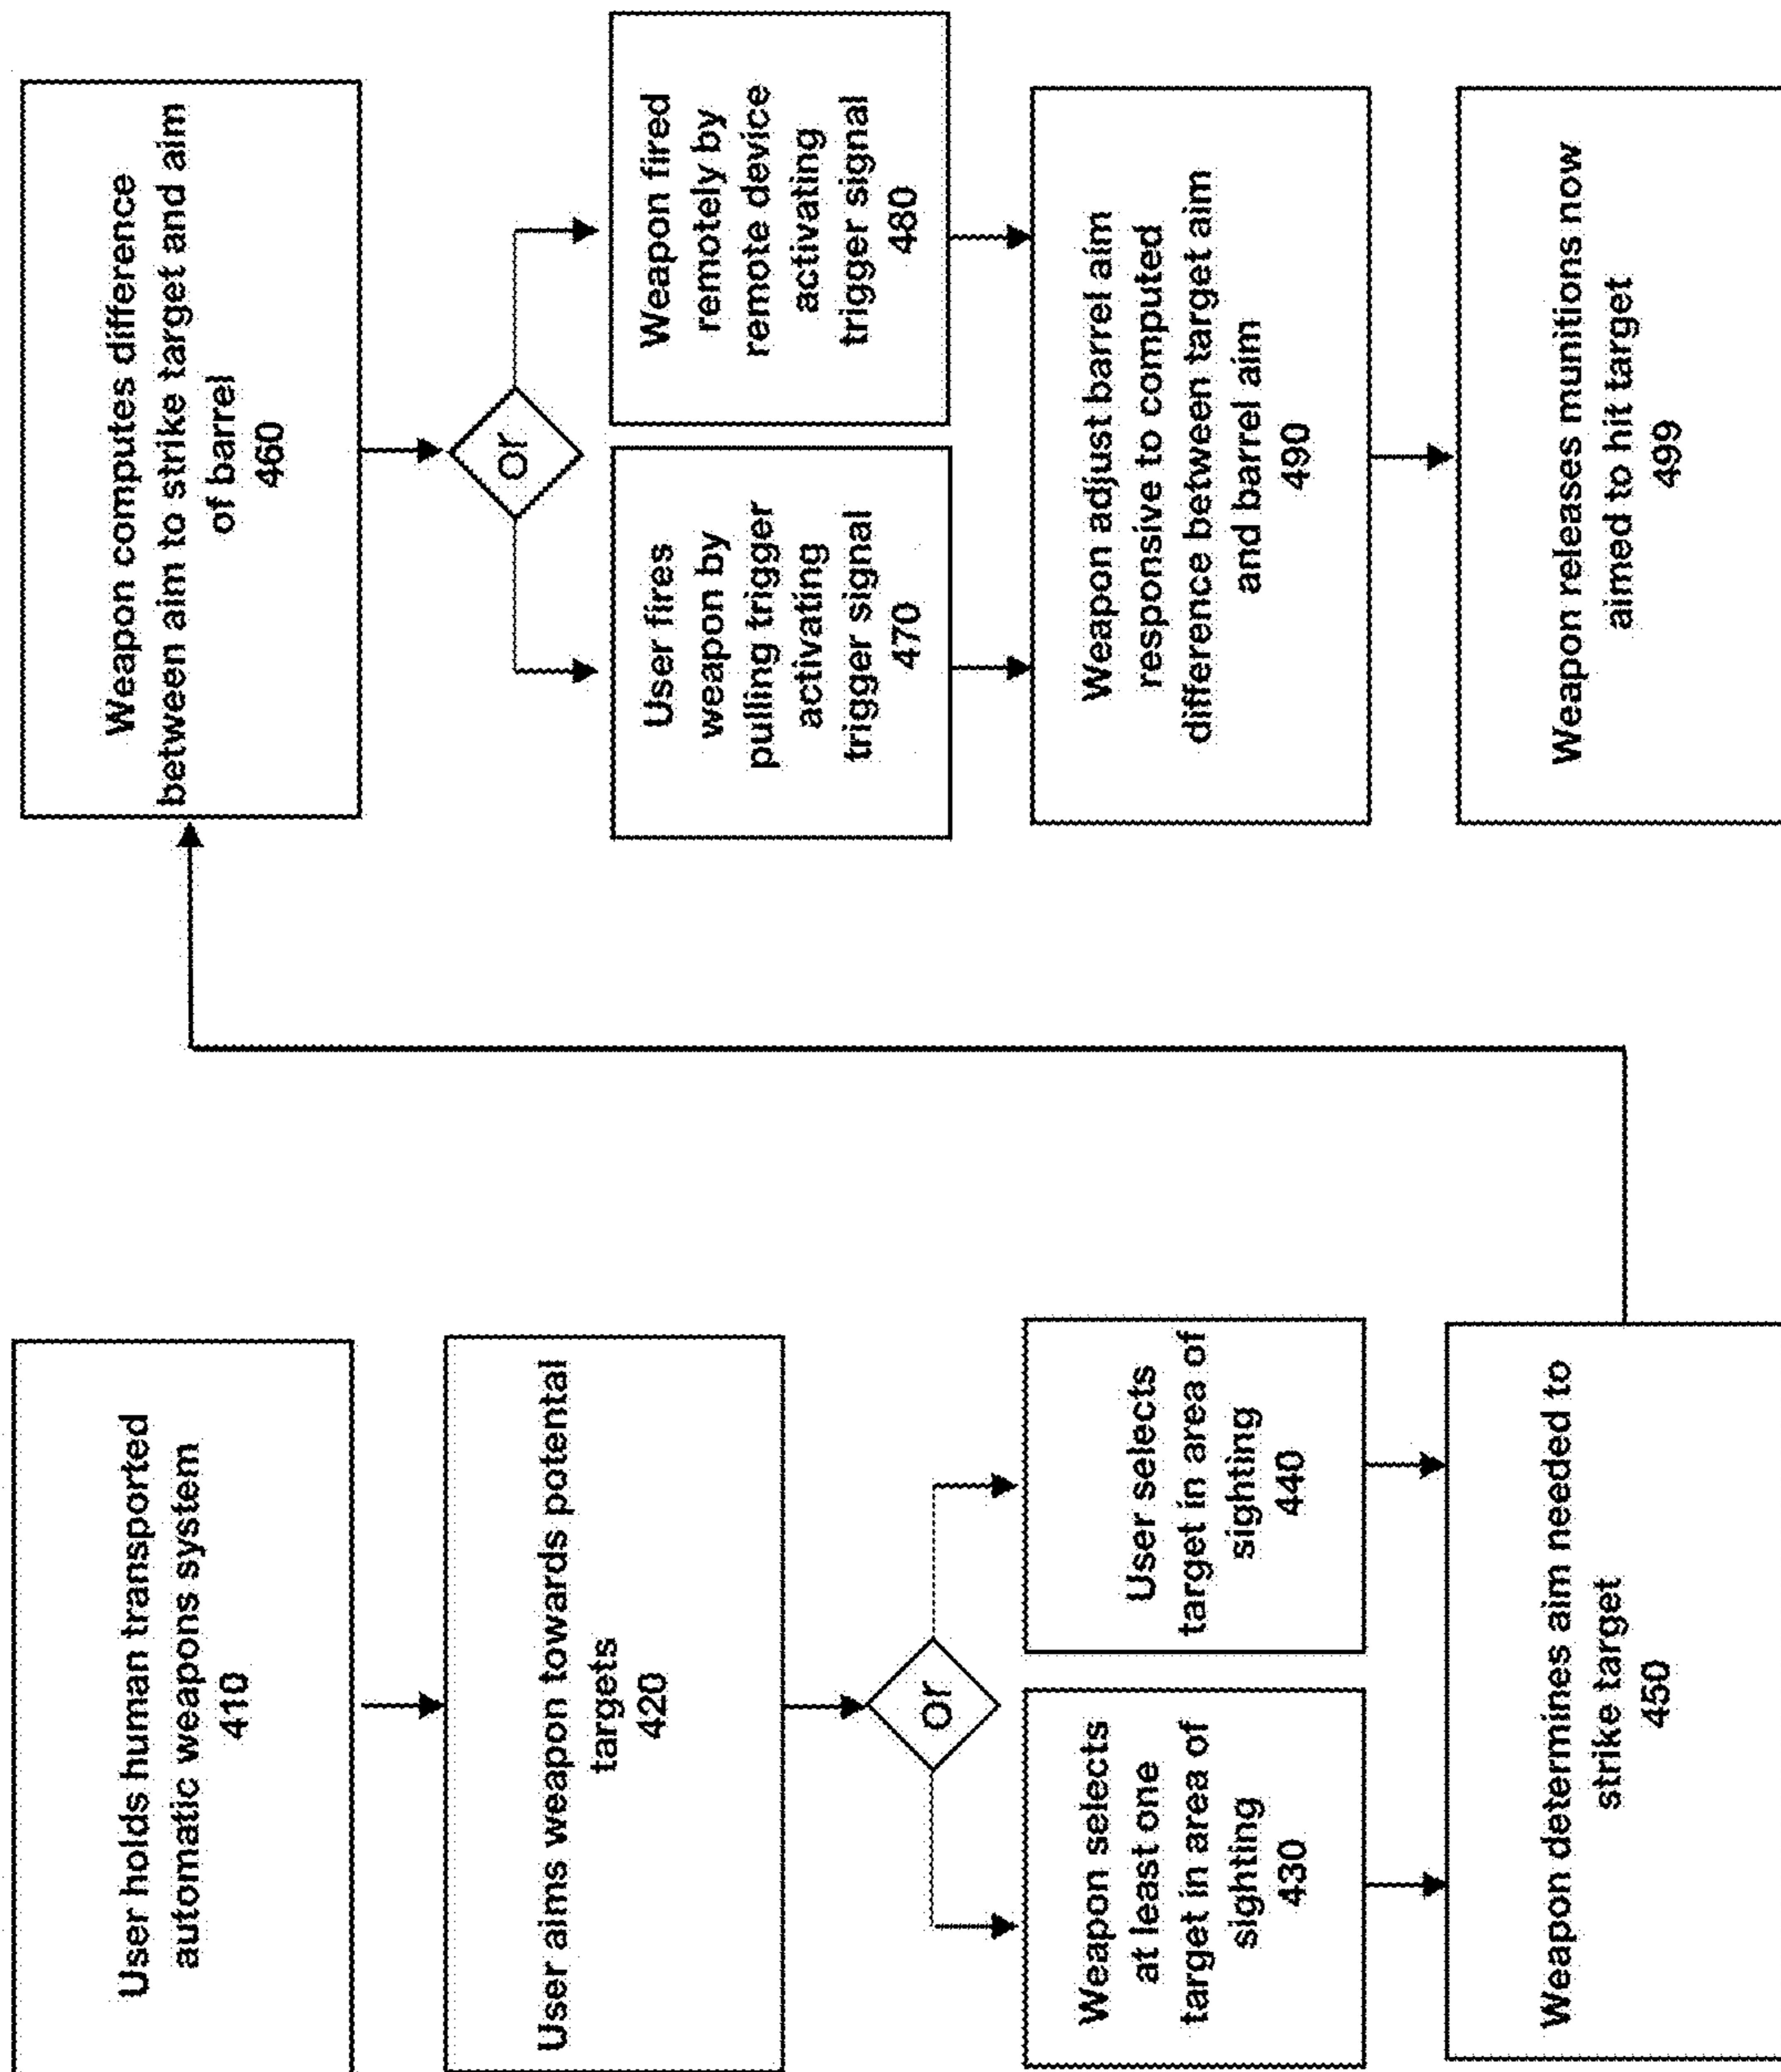 User holds human transported
automatic weapons system
410
User aims weapon towards potential
targets
420
or
Weapon selects
at least one
target in area of
sighting
430
User selects
target in area of
sighting
440
Weapon determines aim needed to
strike target
450
Weapon computes difference
between aim to strike target and aim
of barrel
460
or
User fires
weapon by
pulling trigger
activating
trigger signal
470
Weapon fired
remotely by
remote device
activating
trigger signal
480
Weapon adjust barrel aim
responsive to computed
difference between target aim
and barrel aim
490
Weapon releases munitions now
aimed to hit target
499